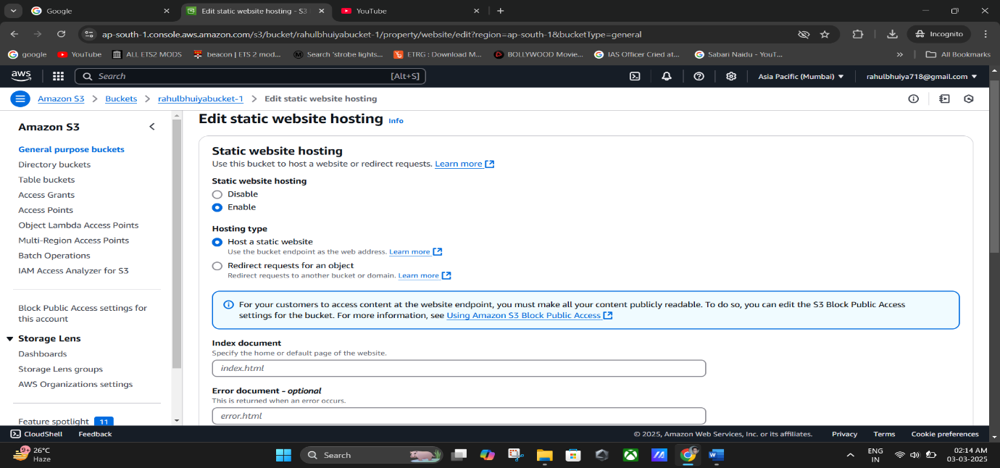 Google
Edit static website hosting - S3
YouTube
ap-south-1.console.aws.amazon.com/s3/bucket/rahulbhuiyabucket-1/property/website/edit?region=ap-south-1&bucketType=general
Incognito
google
YouTube
ALL ETS2 MODS
beacon | ETS 2 mod...
Search 'strobe lights...
ETRG : Download M...
BOLLYWOOD Movie...
IAS Officer Cried at...
Sabari Naidu - YouT...
»
All Bookmarks
aws
Search
[Alt+S]
Asia Pacific (Mumbai)
rahulbhuiya718@gmail.com
Amazon S3 > Buckets > rahulbhuiyabucket-1 > Edit static website hosting
Amazon S3
General purpose buckets
Directory buckets
Table buckets
Access Grants
Access Points
Object Lambda Access Points
Multi-Region Access Points
Batch Operations
IAM Access Analyzer for S3
Block Public Access settings for
this account
Storage Lens
Dashboards
Storage Lens groups
AWS Organizations settings
Feature spotlight 11
Edit static website hosting Info
Static website hosting
Use this bucket to host a website or redirect requests. Learn more
Static website hosting
Disable
Enable
Hosting type
Host a static website
Use the bucket endpoint as the web address. Learn more
Redirect requests for an object
Redirect requests to another bucket or domain. Learn more
For your customers to access content at the website endpoint, you must make all your content publicly readable. To do so, you can edit the S3 Block Public Access
settings for the bucket. For more information, see Using Amazon S3 Block Public Access
Index document
Specify the home or default page of the website.
index.html
Error document - optional
This is returned when an error occurs.
error.html
CloudShell
Feedback
© 2025, Amazon Web Services, Inc. or its affiliates.
Privacy
Terms
Cookie preferences
9+
26°C
Haze
Search
ENG
IN
02:14 AM
03-03-2025